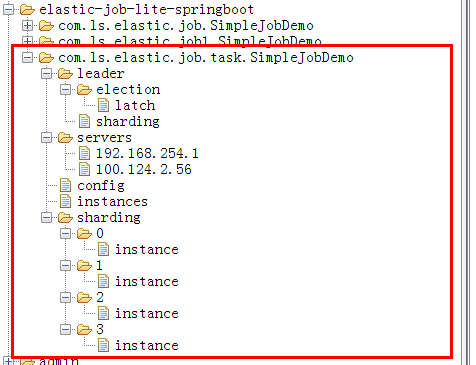 elastic-job-lite-springboot
com.ls.elastic.job.SimpleJobDemo
com.ls.elastic.job1.SimpleJobDemo
com.ls.elastic.job.task.SimpleJobDemo
leader
election
latch
sharding
servers
192.168.254.1
100.124.2.56
config
instances
sharding
0
instance
1
instance
2
instance
3
instance
admin